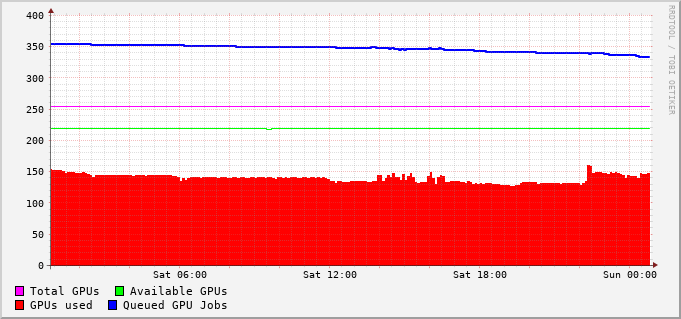 400
350
300
250
200
150
100
50
0
Sat 06:00 Sat 12:00 Sat 18:00 Sun 00:00
Total GPUs Available GPUs
GPUs used Queued GPU Jobs
RRDTOOL / TOBI OETIKER